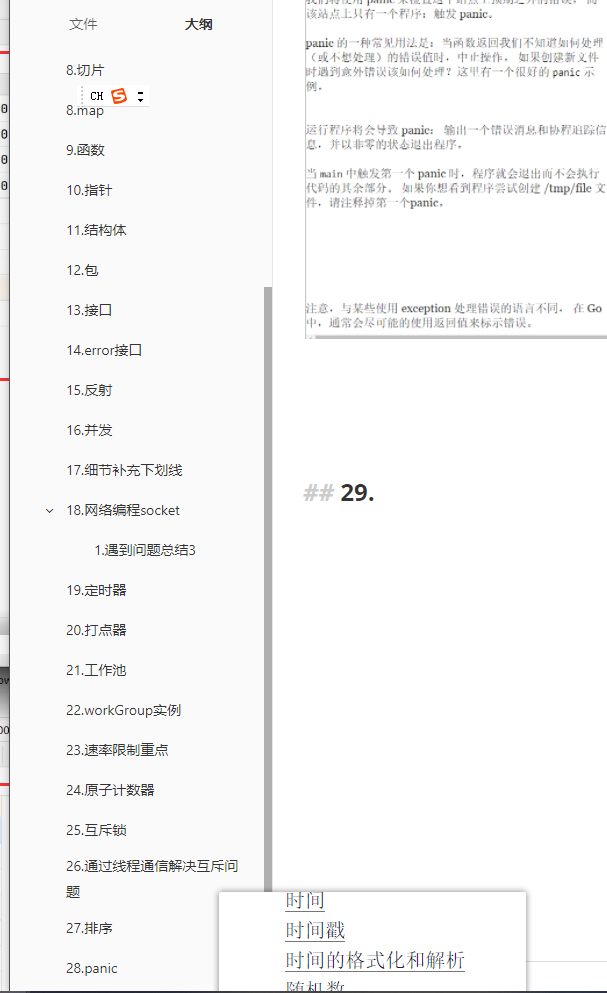 文件
大纲
8.切片
CH
8.map
9.函数
10.指针
11.结构体
12.包
13.接口
14.error接口
15.反射
16.并发
17.细节补充下划线
18.网络编程socket
1.遇到问题总结3
19.定时器
20.打点器
21.工作池
22.workGroup实例
23.速率限制重点
24.原子计数器
25.互斥锁
26.通过线程通信解决互斥问
题
27.排序
28.panic
该站点上只有一个程序：触发 panic。
panic 的一种常见用法是：当函数返回我们不知道如何处理
（或不想处理）的错误值时，中止操作。 如果创建新文件
时遇到意外错误该如何处理？这里有一个很好的 panic 示
例。
运行程序将会导致 panic： 输出一个错误消息和协程追踪信
息，并以非零的状态退出程序。
当 main 中触发第一个 panic 时，程序就会退出而不会执行
代码的其余部分。 如果你想看到程序尝试创建 /tmp/file 文
件，请注释掉第一个panic。
注意，与某些使用 exception 处理错误的语言不同， 在 Go
中，通常会尽可能的使用返回值来标示错误。
## 29.
时间
时间戳
时间的格式化和解析
随机数